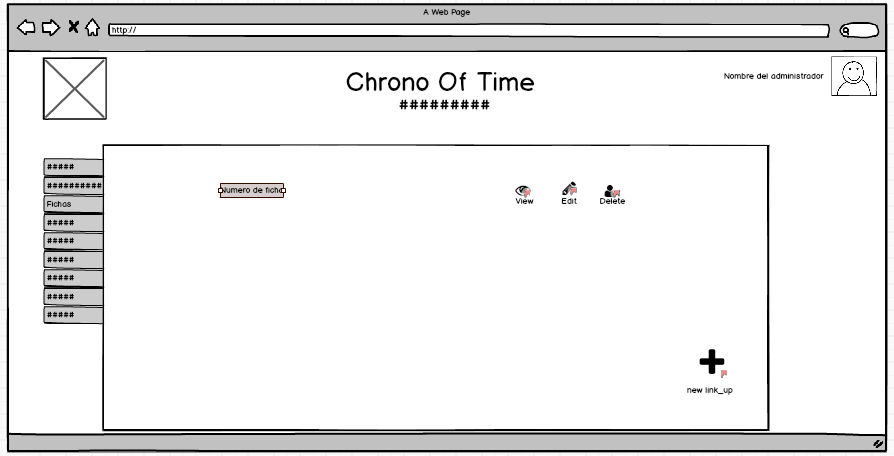 A Web Page
http://
Chrono Of Time
#########
Nombre del administrador
#####
##########
Fichas
#####
#####
#####
#####
#####
#####
Numero de ficha
View
Edit
Delete
new link_up